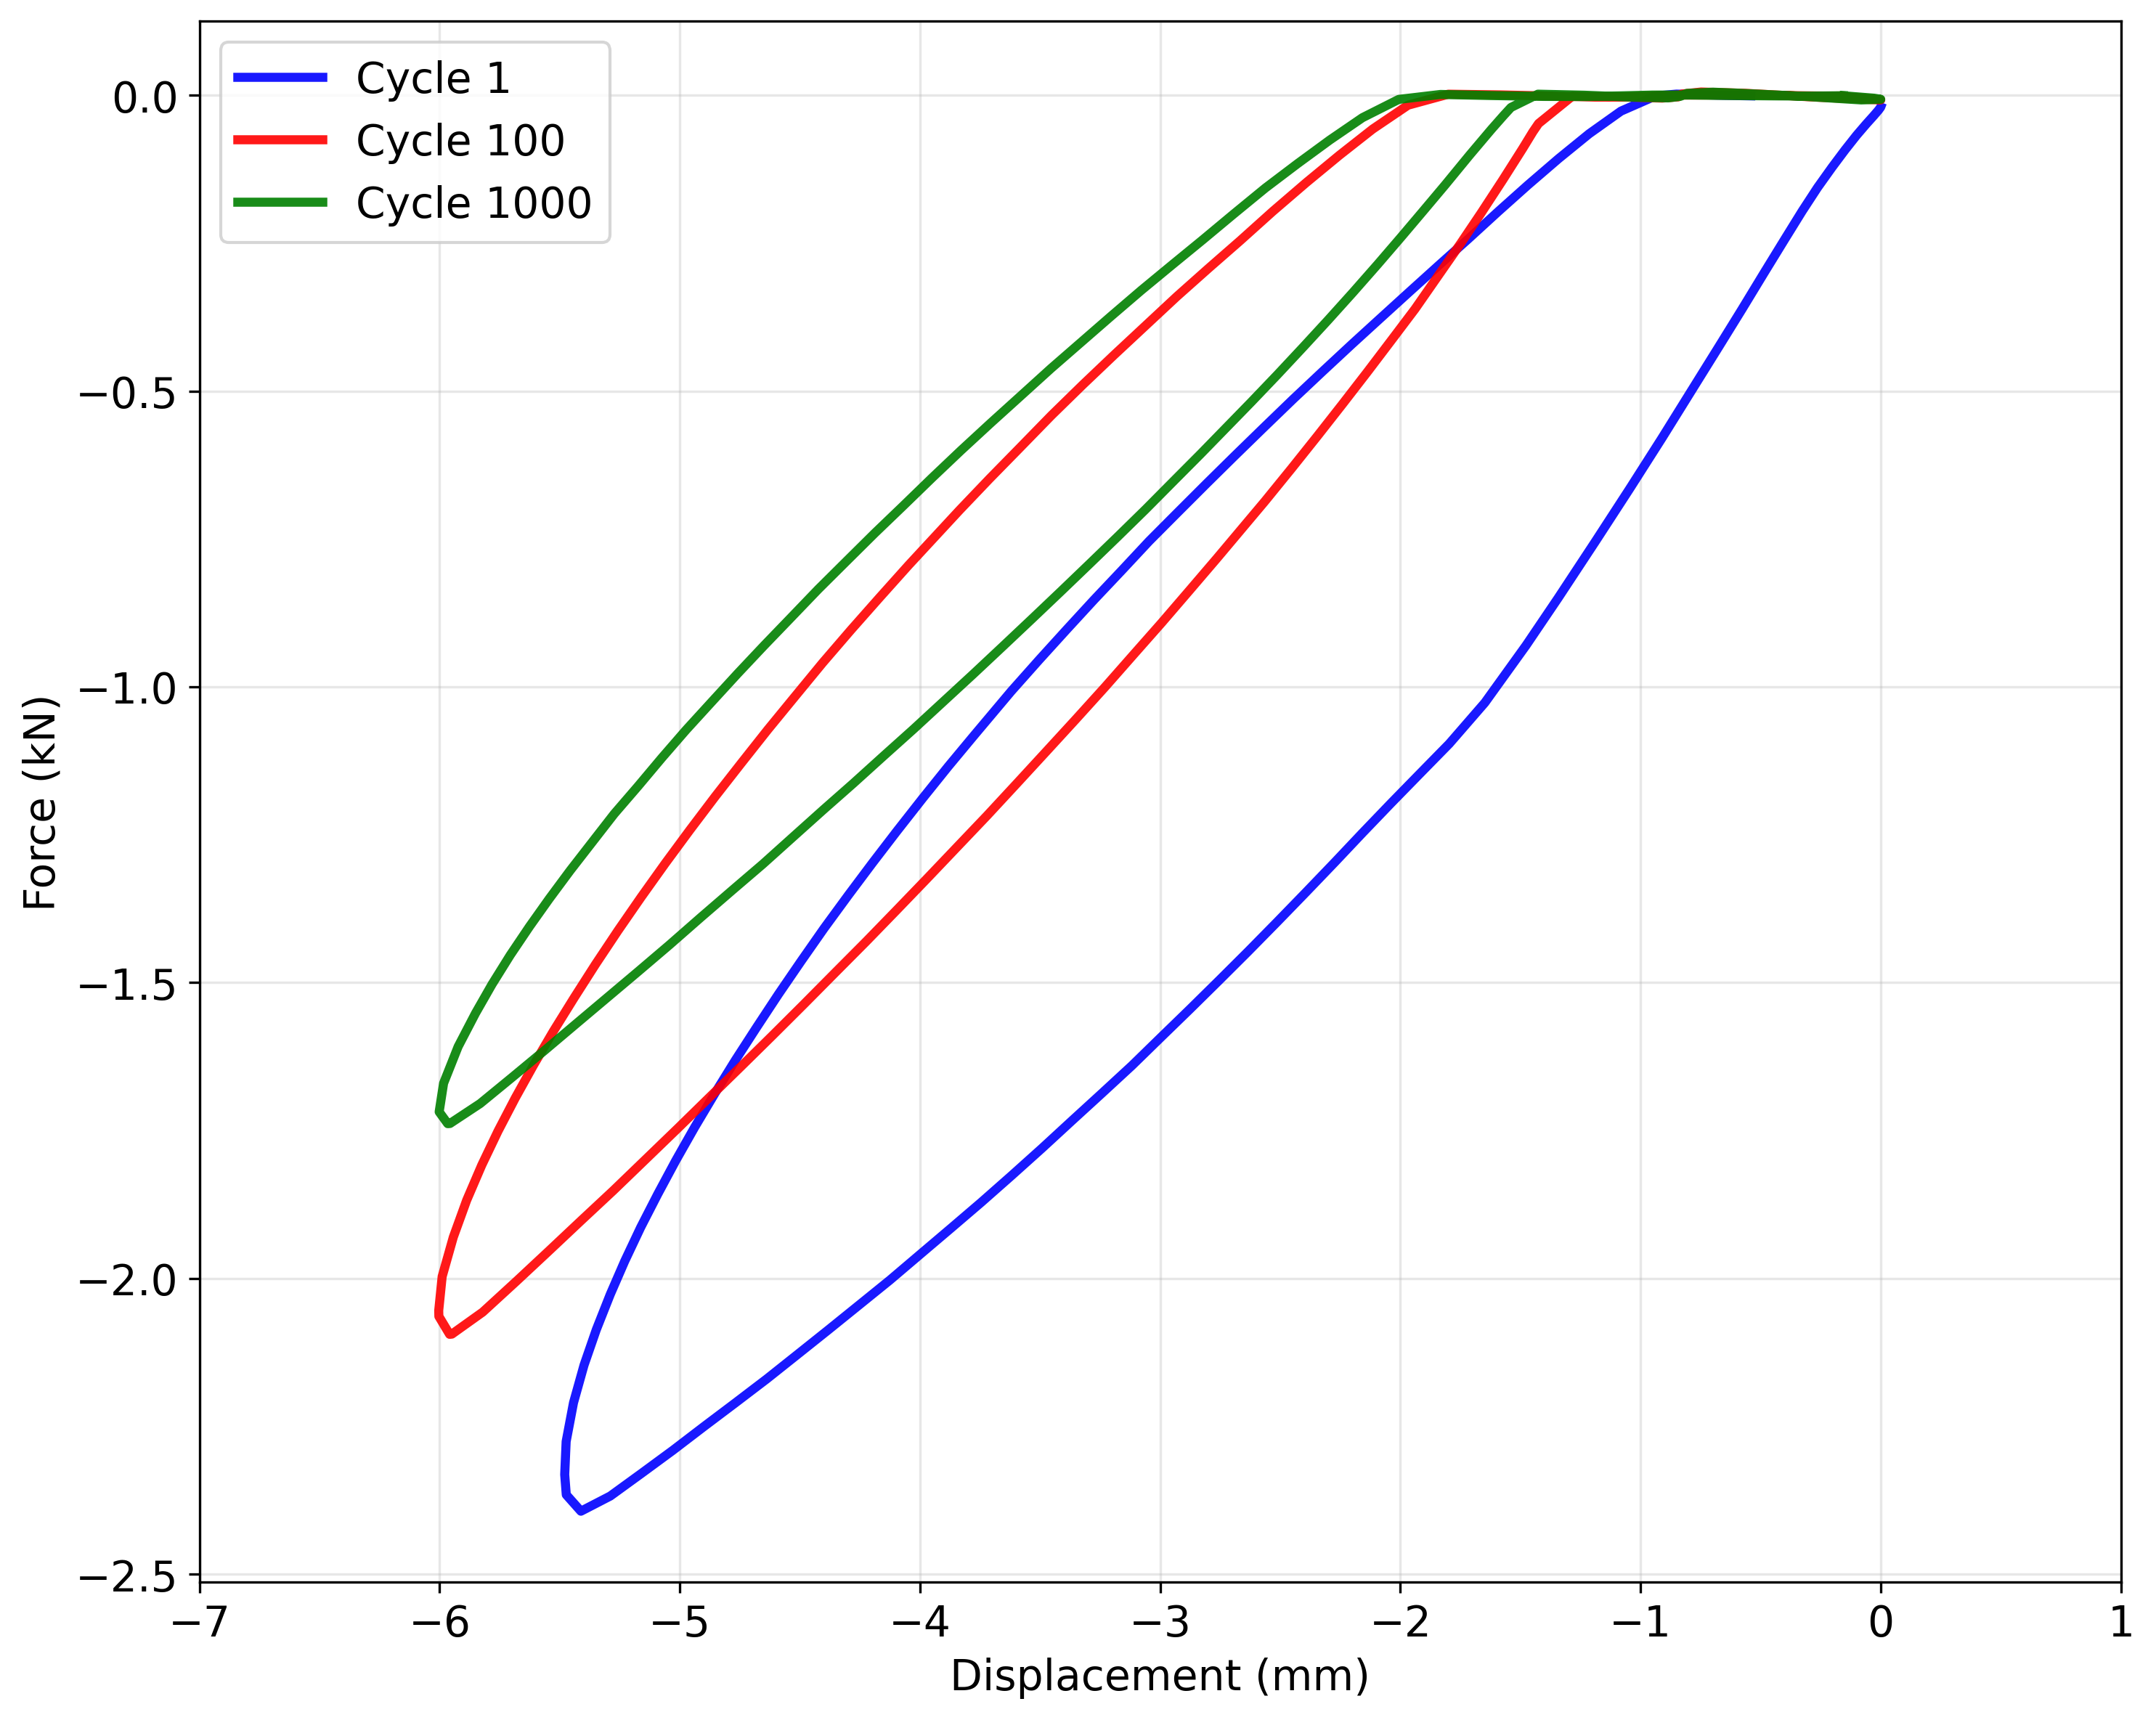 Cycle 1
Cycle 100
Cycle 1000
0.0
−0.5
−1.0
−1.5
−2.0
−2.5
Force (kN)
−7 −6 −5 −4 −3 −2 −1 0 1
Displacement (mm)